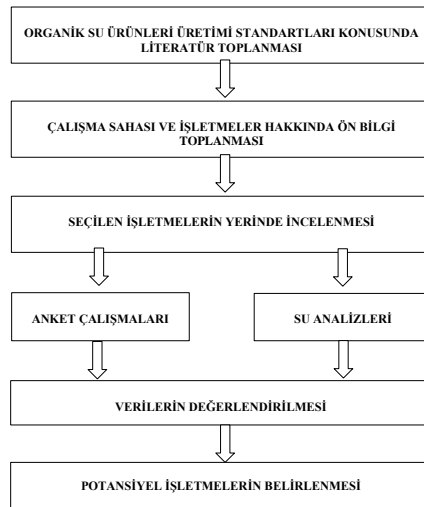 ORGANİK SU ÜRÜNLERİ ÜRETİMİ STANDARTLARI KONUSUNDA
LİTERATÜR TOPLANMASI
ÇALIŞMA SAHASI VE İŞLETMELER HAKKINDA ÖN BİLGİ
TOPLANMASI
SEÇİLEN İŞLETMELERİN YERİNDE İNCELENMESİ
ANKET ÇALIŞMALARI
SU ANALİZLERİ
VERİLERİN DEĞERLENDİRİLMESİ
POTANSİYEL İŞLETMELERİN BELİRLENMESİ